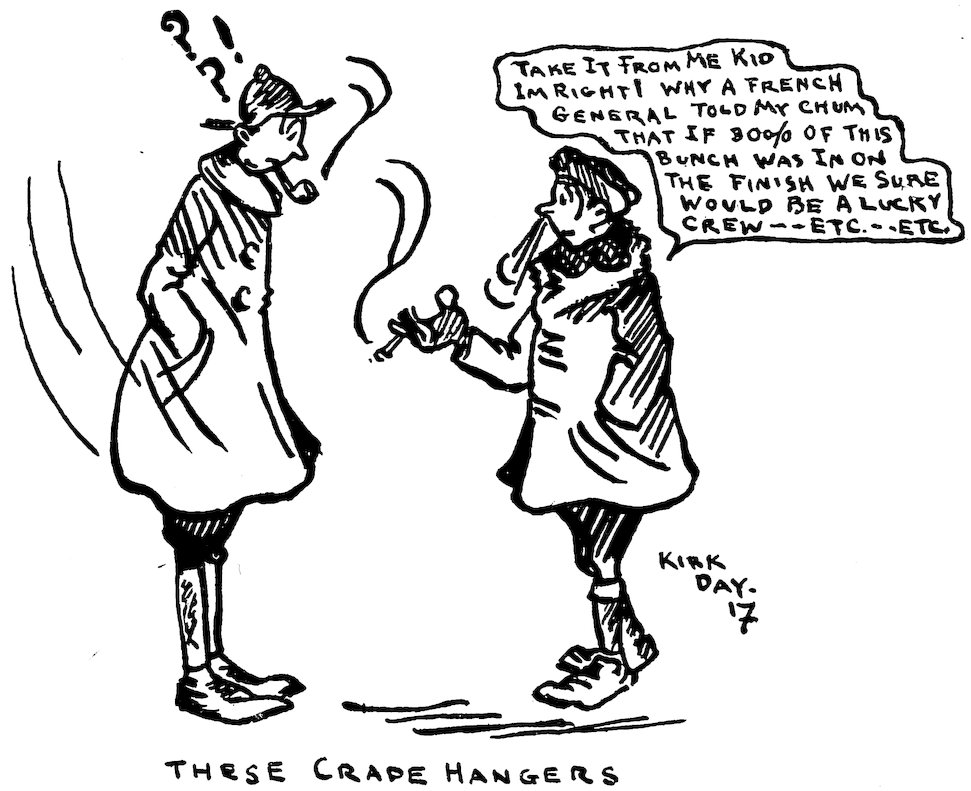 ? ? !
TAKE IT FROM ME KID
IM RIGHT! WHY A FRENCH
GENERAL TOLD MY CHUM
THAT IF 30% OF THIS
BUNCH WAS IN ON
THE FINISH WE SURE
WOULD BE A LUCKY
CREW -- ETC. -- ETC.
KIRK
DAY.
'17
THESE CRAPE HANGERS